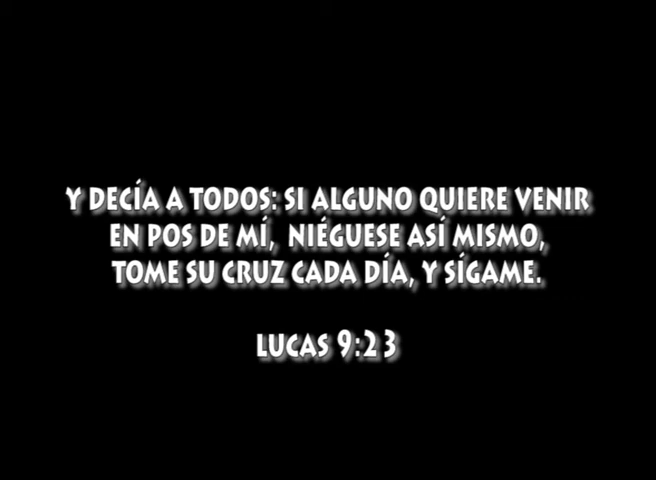 Y DECÍA A TODOS: SI ALGUNO QUIERE VENIR
EN POS DE MÍ, NIÉGUESE ASÍ MISMO,
TOME SU CRUZ CADA DÍA, Y SÍGAME.
LUCAS 9:23